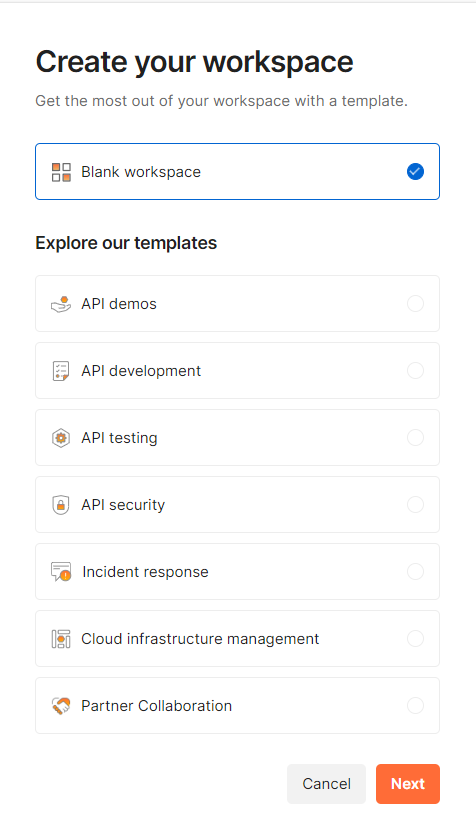 Create your workspace
Get the most out of your workspace with a template.
Blank workspace
Explore our templates
API demos
API development
API testing
API security
Incident response
Cloud infrastructure management
Partner Collaboration
Cancel
Next